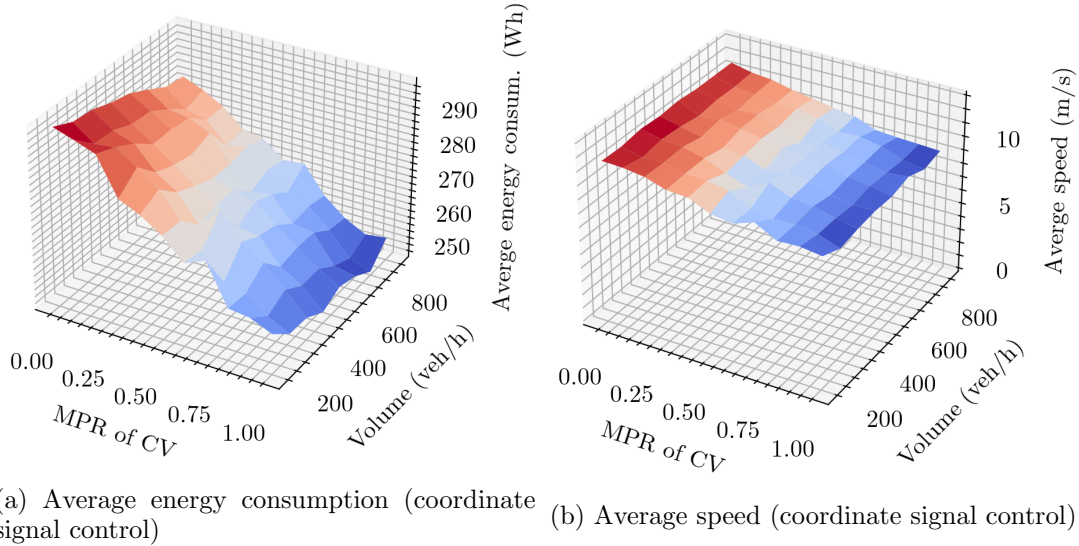 290
280
270
260
250
Averge energy consum. (Wh)
0.00
0.25
0.50
0.75
1.00
MPR of CV
200
400
600
800
Volume (veh/h)
10
5
0
Averge speed (m/s)
0.00
0.25
0.50
0.75
1.00
MPR of CV
200
400
600
800
Volume (veh/h)
(a) Average energy consumption (coordinate
signal control)
(b) Average speed (coordinate signal control)